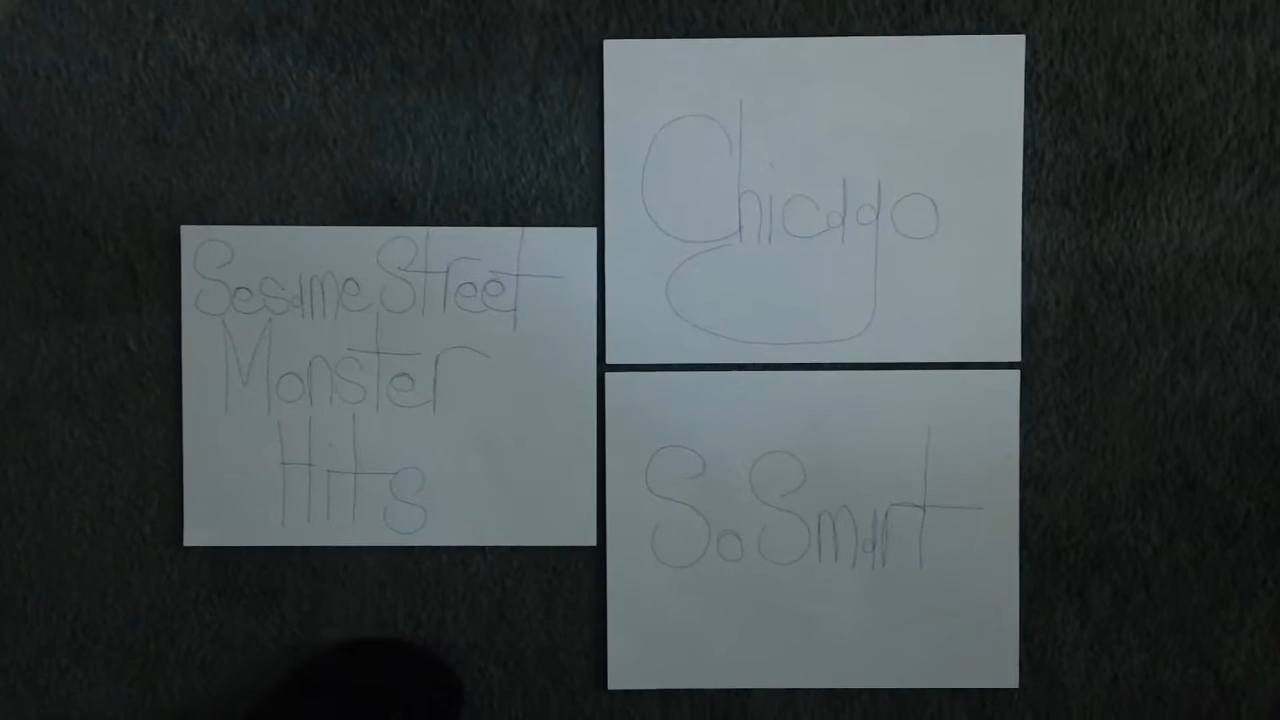 Sesame Street
Monster
Hits
Chicago
So Smart